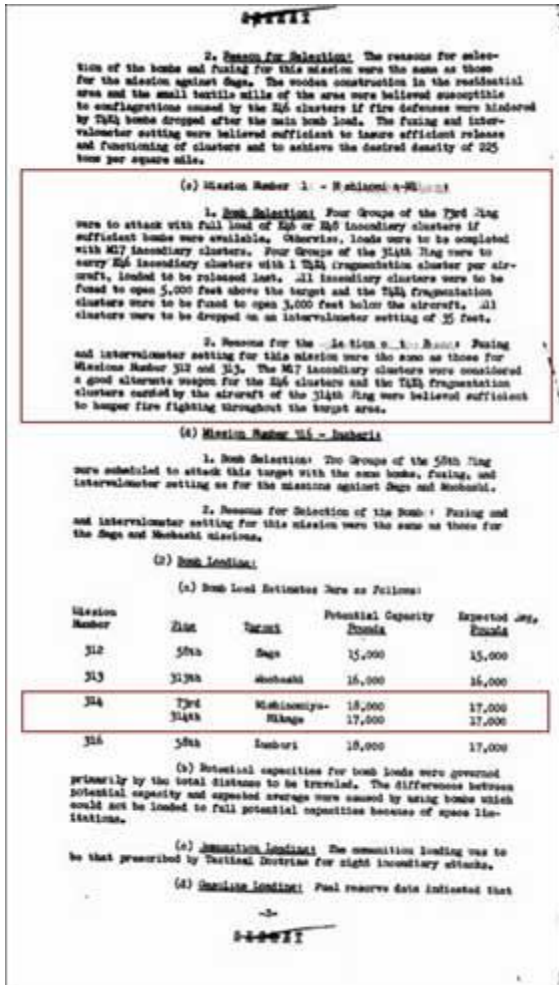 SECRET
2. Reason for Selection: The reasons for selec-
tion of the bombs and fuzing for this mission were the same as those
for the mission against Saga. The wooden construction in the residential
area and the small textile mills of the area were believed susceptible
to conflagrations caused by the E46 clusters if fire defenses were hindered
by T4E4 bombs dropped after the main bomb load. The fuzing and inter-
valometer setting were believed sufficient to insure efficient release
and functioning of clusters and to achieve the desired density of 225
tons per square mile.
(c) Mission Number - Nishinomiya-
1. Bomb Selection: Four Groups of the 73rd Wing
were to attack with full load of E46 or E48 incendiary clusters if
sufficient bombs were available. Otherwise, loads were to be completed
with M17 incendiary clusters. Four Groups of the 314th Wing were to
carry E46 incendiary clusters with 1 T4E4 fragmentation cluster per air-
craft, loaded to be released last. All incendiary clusters were to be
fuzed to open 5,000 feet above the target and the T4E4 fragmentation
clusters were to be fuzed to open 3,000 feet below the aircraft. All
clusters were to be dropped on an intervalometer setting of 35 feet.
2. Reasons for the Fuzing
and intervalometer setting for this mission were the same as those for
Missions Number 312 and 313. The M17 incendiary clusters were considered
a good alternate weapon for the E46 clusters and the T4E4 fragmentation
clusters carried by the aircraft of the 314th Wing were believed sufficient
to hamper fire fighting throughout the target area.
(d) Mission Number 316 - Imabari:
1. Bomb Selection: Two Groups of the 58th Wing
were scheduled to attack this target with the same bombs, fuzing, and
intervalometer setting as for the missions against Saga and Maebashi.
2. Reasons for Selection of the Bomb: Fuzing and
and intervalometer setting for this mission were the same as those for
the Saga and Maebashi missions.
(2) Bomb Loading:
(a) Bomb Load Estimates Were as Follows:
Mission Number Wing Target Potential Capacity Pounds Expected Avg. Pounds
312 58th Saga 15,000 15,000
313 313th Maebashi 16,000 16,000
314 73rd Nishinomiya- 18,000 17,000
314th Mikage 17,000 17,000
316 58th Imabari 18,000 17,000
(b) Potential capacities for bomb loads were governed
primarily by the total distance to be traveled. The differences between
potential capacity and expected average were caused by using bombs which
could not be loaded to full potential capacities because of space lim-
itations.
(c) Ammunition Loading: The ammunition loading was to
be that prescribed by Tactical Doctrine for night incendiary attacks.
(d) Gasoline Loading: Fuel reserve data indicated that
-3-
SECRET